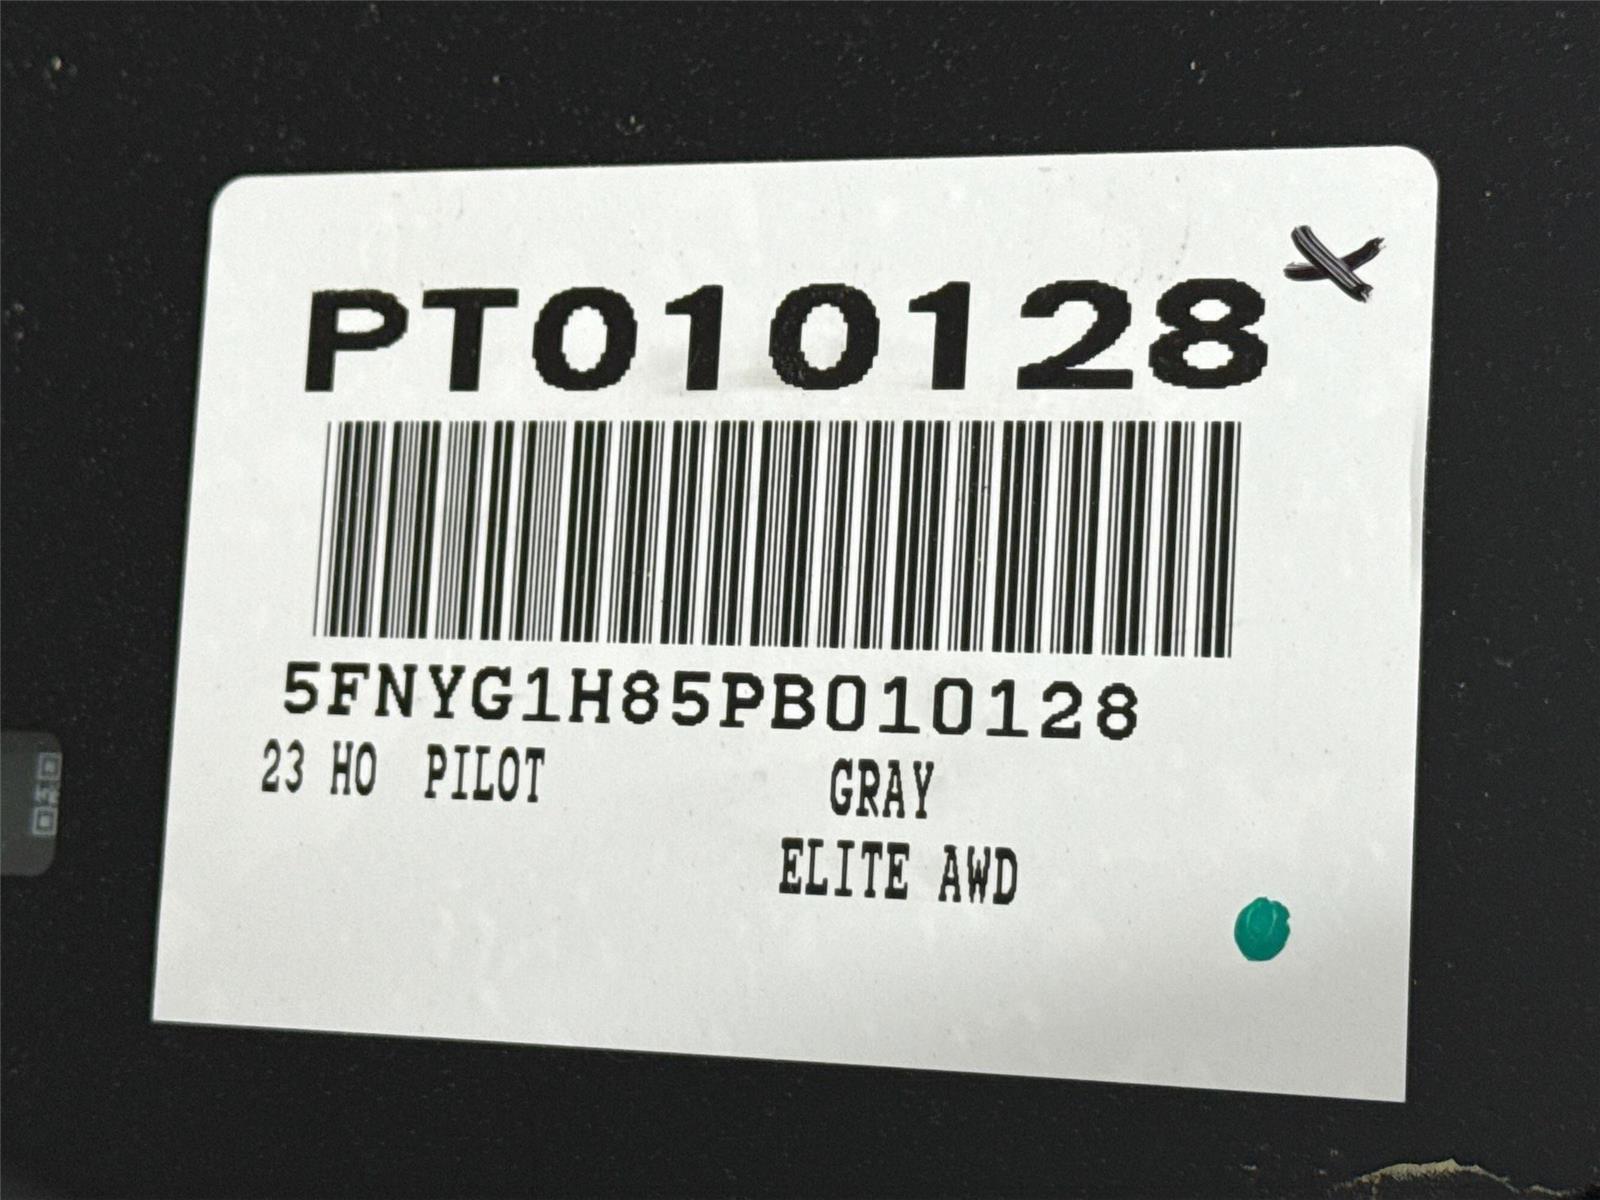 PT010128
5FNYG1H85PB010128
23 HO PILOT GRAY
ELITE AWD